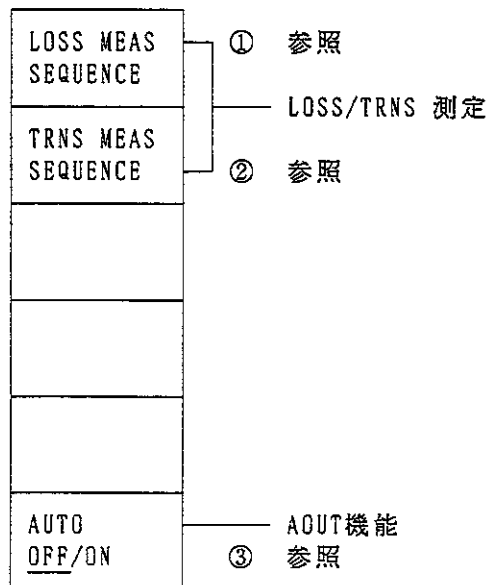 LOSS MEAS
SEQUENCE
① 参照
LOSS/TRNS 測定
TRNS MEAS
SEQUENCE
② 参照
AUTO
OFF/ON
AOUT機能
③ 参照